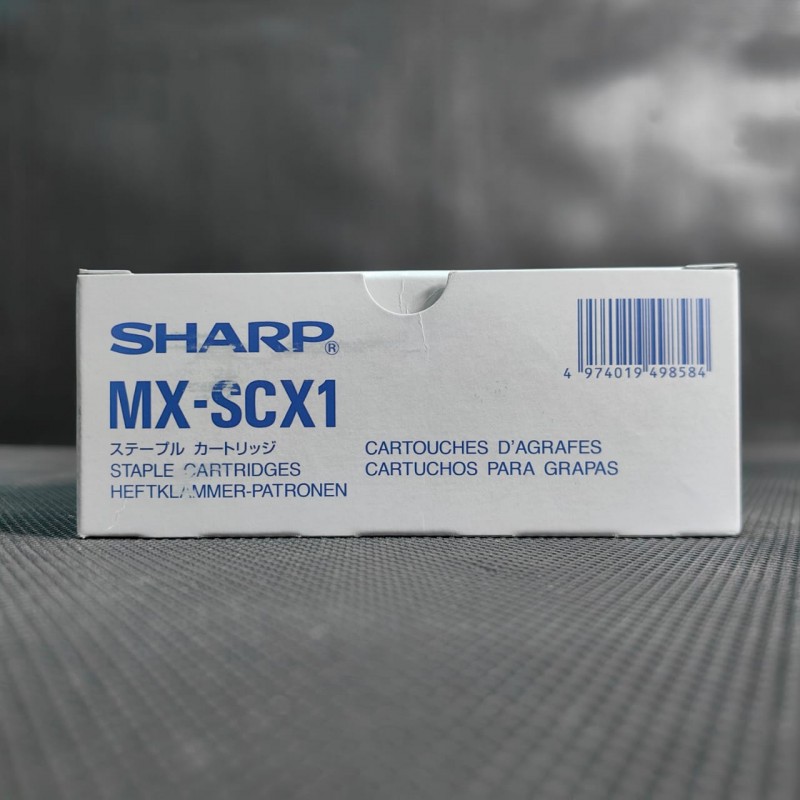 SHARP®
MX-SCX1
ステープル カートリッジ
STAPLE CARTRIDGES
HEFTKLAMMER-PATRONEN
CARTOUCHES D'AGRAFES
CARTUCHOS PARA GRAPAS
4 974019 498584